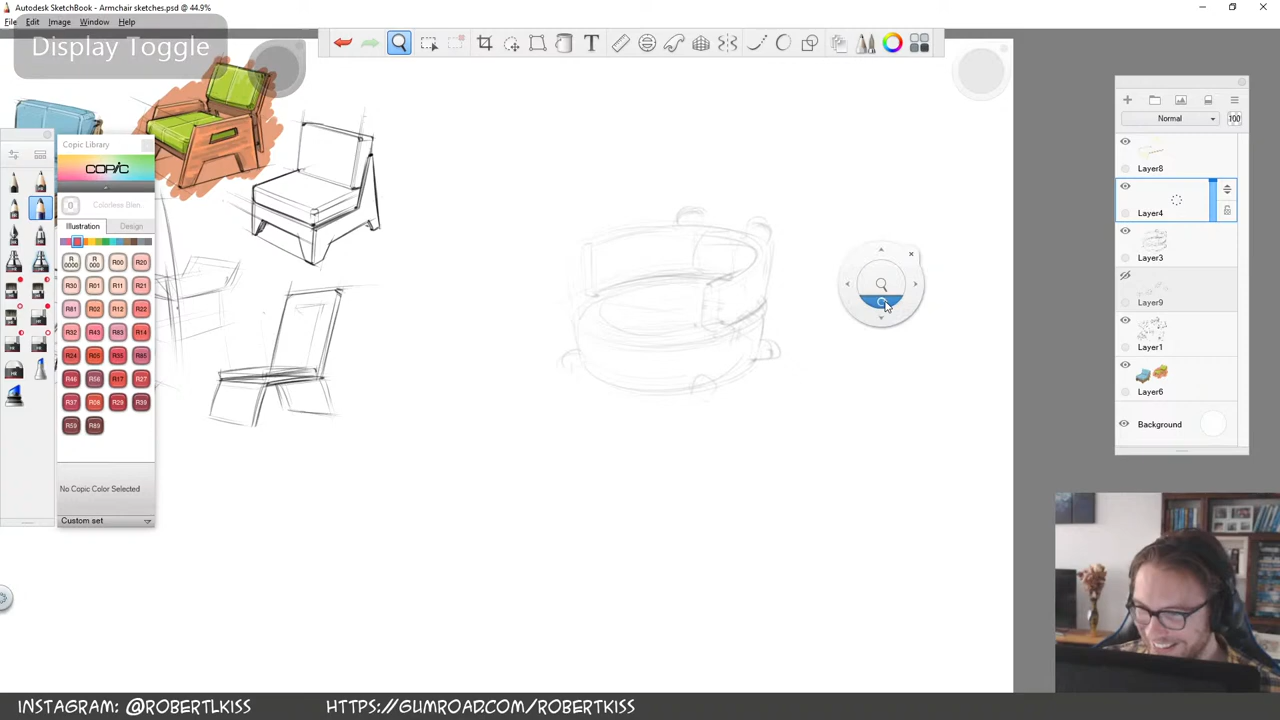 Autodesk SketchBook - Armchair sketches.psd @ 44.9%
File Edit Image Window Help
Display Toggle
Copic Library
COPIC
0 Colorless Blen
Illustration Design
R0000 R000 R00 R20
R30 R01 R11 R21
R81 R02 R12 R22
R32 R43 R83 R14
R24 R05 R35 R85
R46 R56 R17 R27
R37 R08 R29 R39
R59 R89
No Copic Color Selected
Custom set
Normal 100
Layer8
Layer4
Layer3
Layer9
Layer1
Layer6
Background
INSTAGRAM: @ROBERTLKISS HTTPS://GUMROAD.COM/ROBERTKISS